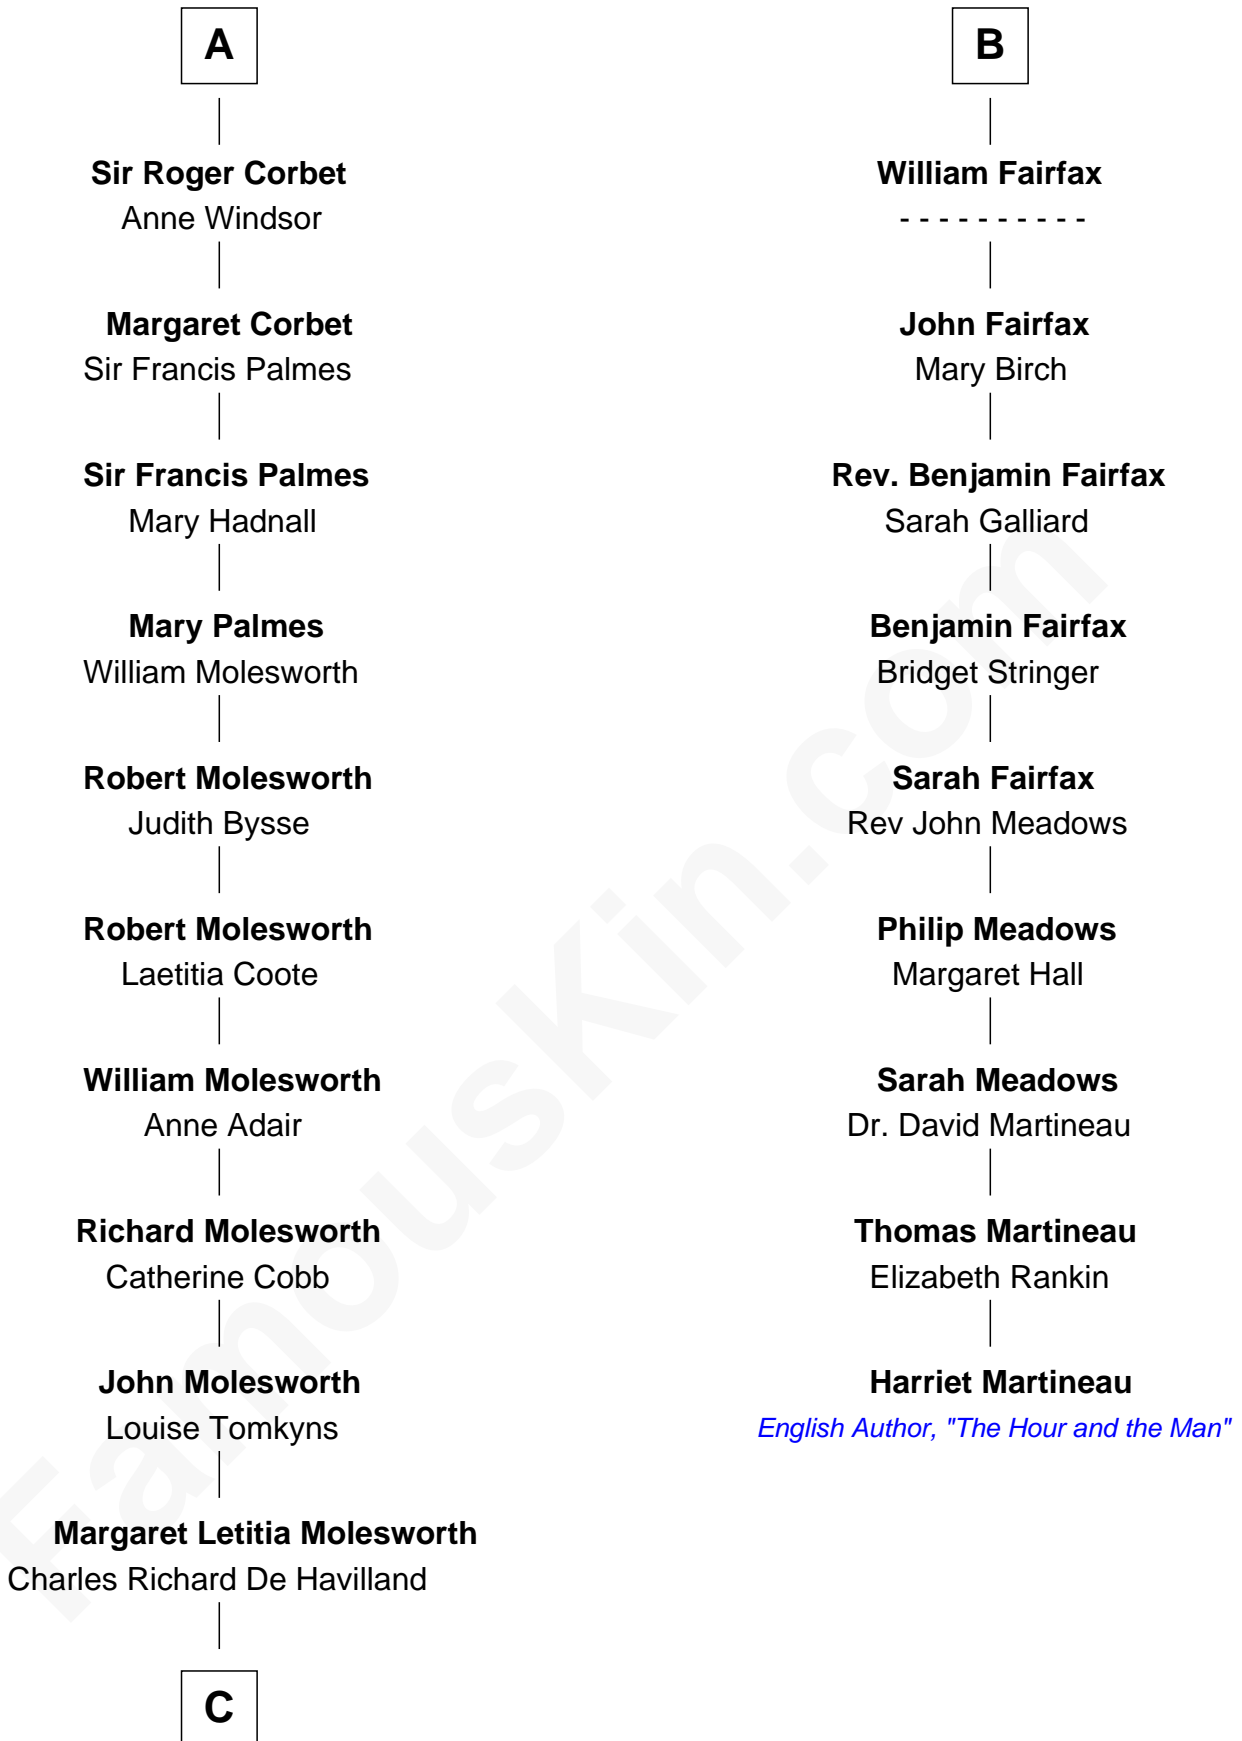 A
Sir Roger Corbet
Anne Windsor
Margaret Corbet
Sir Francis Palmes
Sir Francis Palmes
Mary Hadnall
Mary Palmes
William Molesworth
Robert Molesworth
Judith Bysse
Robert Molesworth
Laetitia Coote
William Molesworth
Anne Adair
Richard Molesworth
Catherine Cobb
John Molesworth
Louise Tomkyns
Margaret Letitia Molesworth
Charles Richard De Havilland
C
B
William Fairfax
- - - - - - - - - -
John Fairfax
Mary Birch
Rev. Benjamin Fairfax
Sarah Galliard
Benjamin Fairfax
Bridget Stringer
Sarah Fairfax
Rev John Meadows
Philip Meadows
Margaret Hall
Sarah Meadows
Dr. David Martineau
Thomas Martineau
Elizabeth Rankin
Harriet Martineau
English Author, "The Hour and the Man"
FamousKin.com